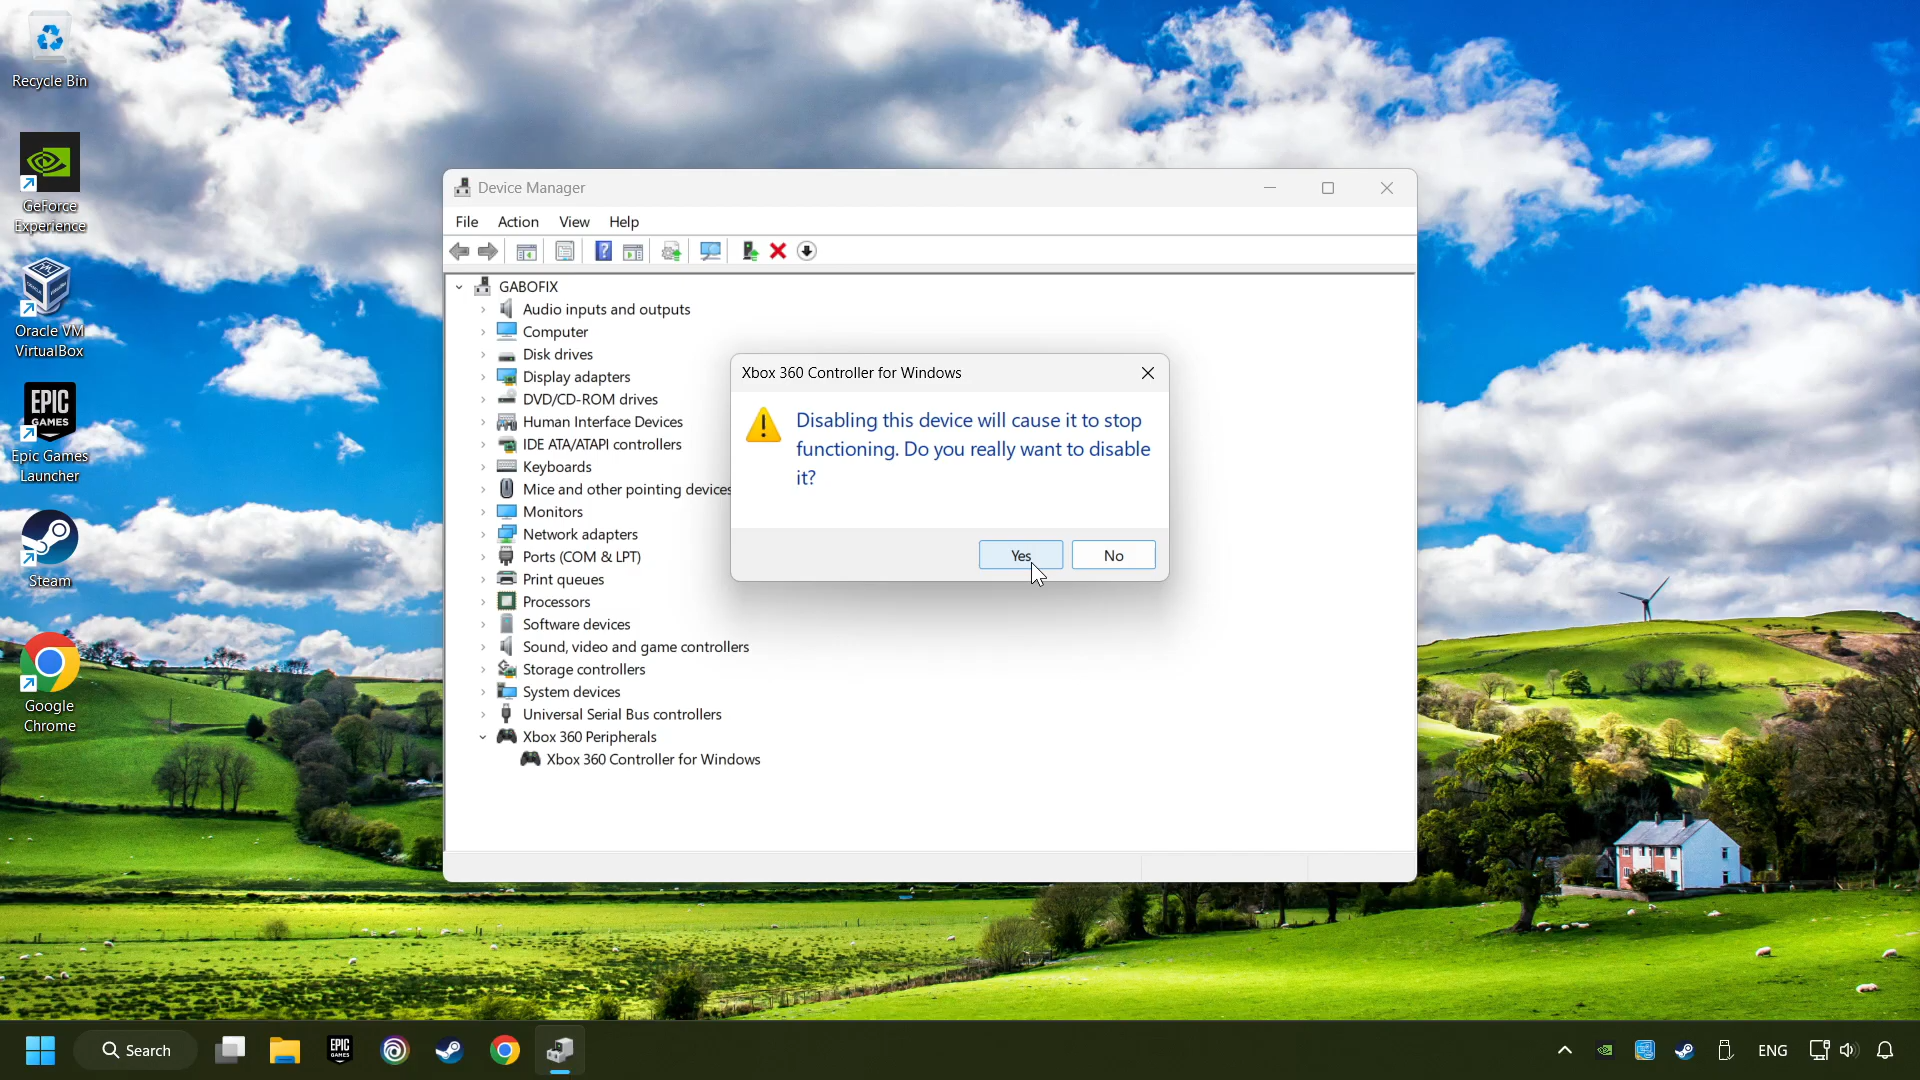 Recycle Bin
GeForce
Experience
Oracle VM
VirtualBox
EPIC
GAMES
Epic Games
Launcher
Steam
Google
Chrome
Device Manager
File Action View Help
GABOFIX
Audio inputs and outputs
Computer
Disk drives
Display adapters
DVD/CD-ROM drives
Human Interface Devices
IDE ATA/ATAPI controllers
Keyboards
Mice and other pointing devices
Monitors
Network adapters
Ports (COM & LPT)
Print queues
Processors
Software devices
Sound, video and game controllers
Storage controllers
System devices
Universal Serial Bus controllers
Xbox 360 Peripherals
Xbox 360 Controller for Windows
Xbox 360 Controller for Windows
Disabling this device will cause it to stop
functioning. Do you really want to disable
it?
Yes No
Search
EPIC
GAMES
ENG